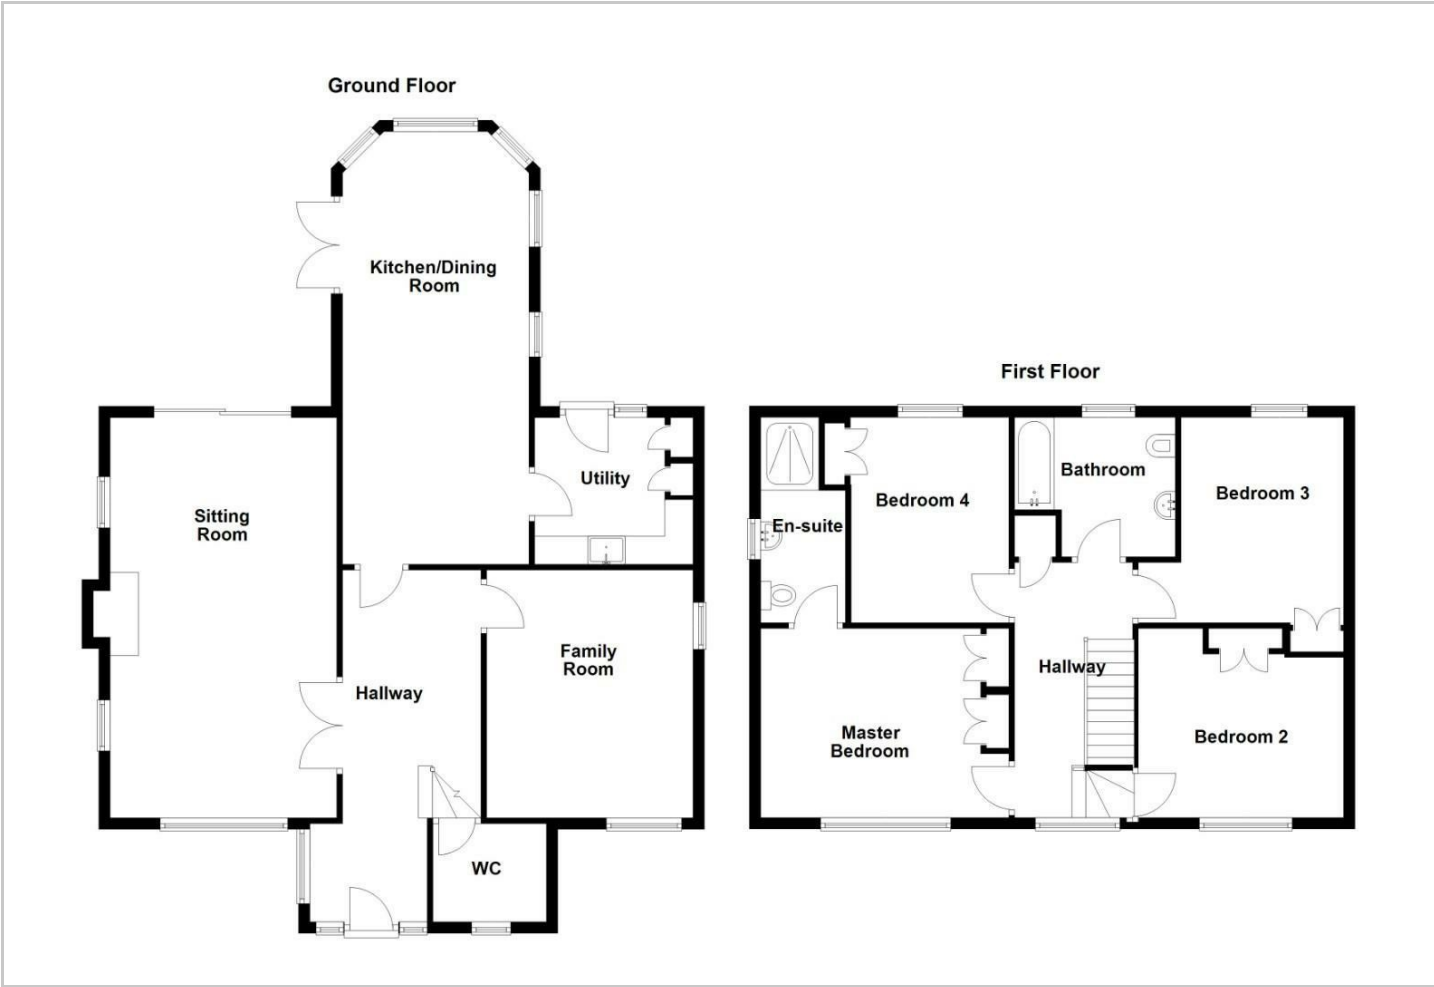 Ground Floor
Kitchen/Dining
Room
Utility
Sitting
Room
Family
Room
Hallway
WC
First Floor
Bathroom
Bedroom 3
Bedroom 4
En-suite
Hallway
Master
Bedroom
Bedroom 2